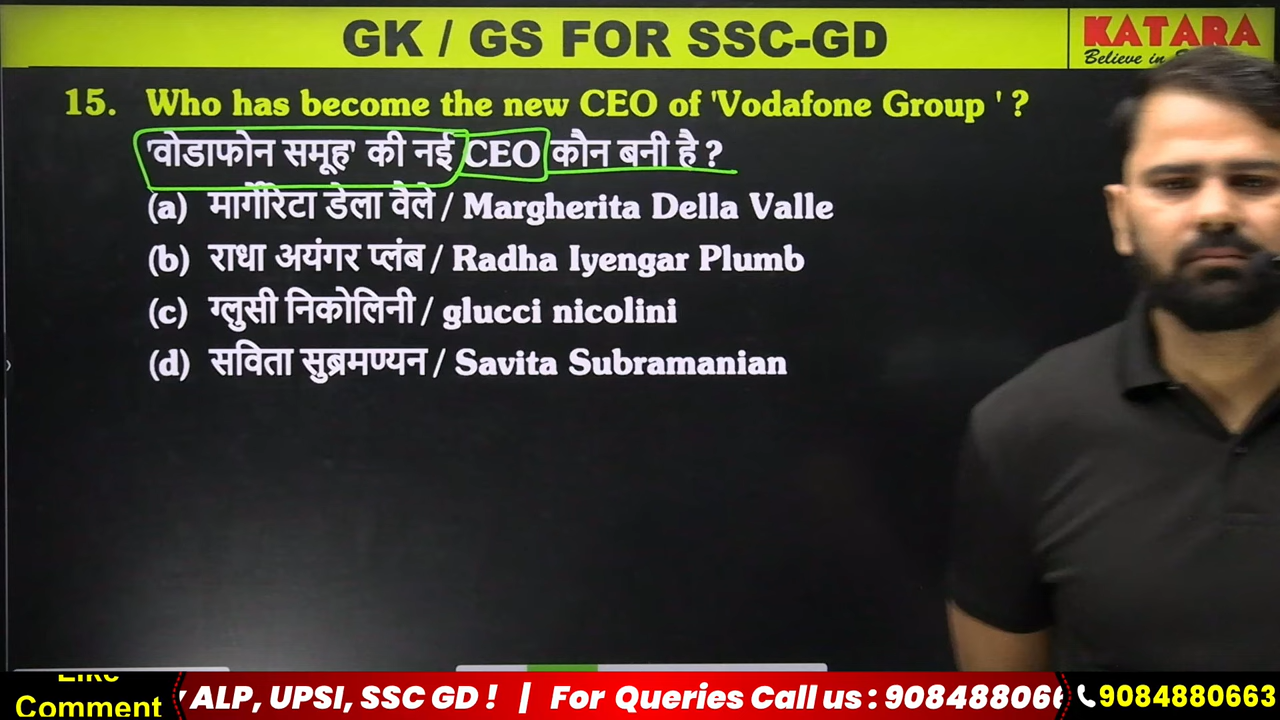 GK / GS FOR SSC-GD
KATARA
Believe in
15. Who has become the new CEO of 'Vodafone Group ' ?
'वोडाफोन समूह' की नई CEO कौन बनी है ?
(a) मार्गेरिटा डेला वैले / Margherita Della Valle
(b) राधा अयंगर प्लंब / Radha Iyengar Plumb
(c) ग्लुसी निकोलिनी / glucci nicolini
(d) सविता सुब्रमण्यन / Savita Subramanian
Like
Comment
ALP, UPSI, SSC GD ! | For Queries Call us : 908488066
9084880663